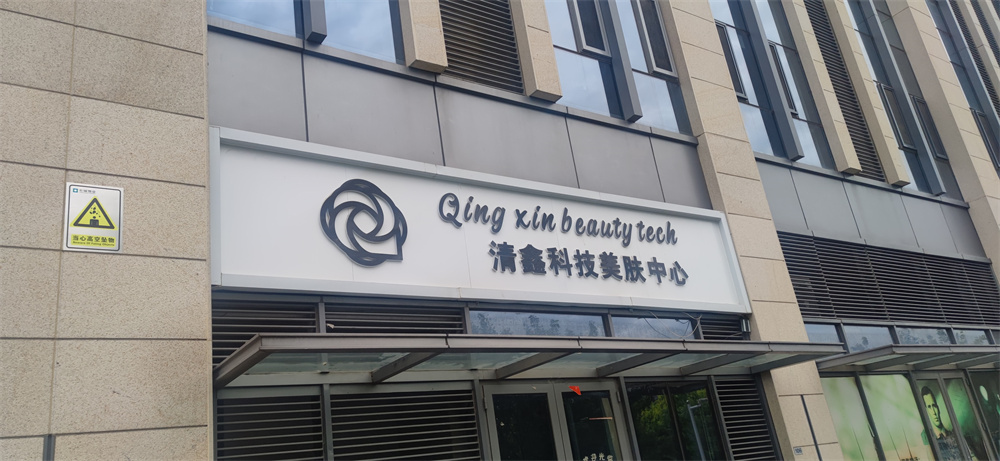 Qing xin beauty tech
清鑫科技美肤中心
当心高空坠物